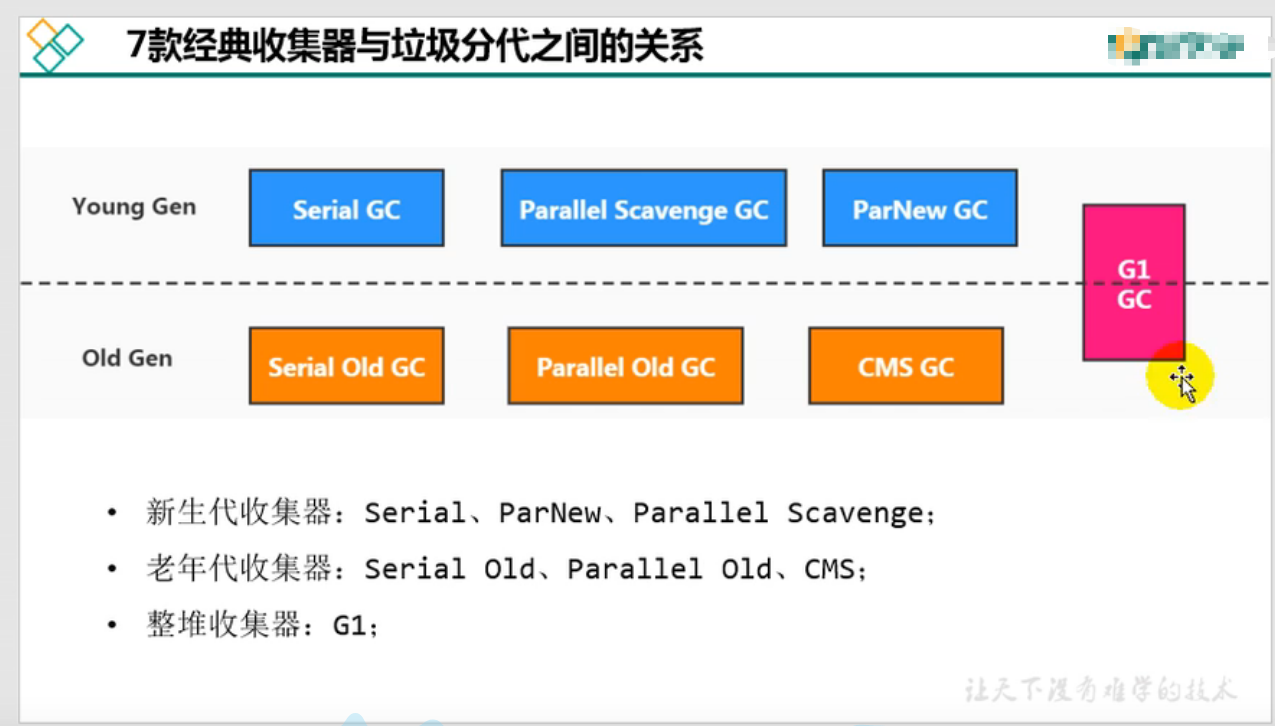 7款经典收集器与垃圾分代之间的关系
Young Gen
Serial GC
Parallel Scavenge GC
ParNew GC
G1
GC
Old Gen
Serial Old GC
Parallel Old GC
CMS GC
• 新生代收集器：Serial、ParNew、Parallel Scavenge；
• 老年代收集器：Serial Old、Parallel Old、CMS；
• 整堆收集器：G1；
让天下没有难学的技术